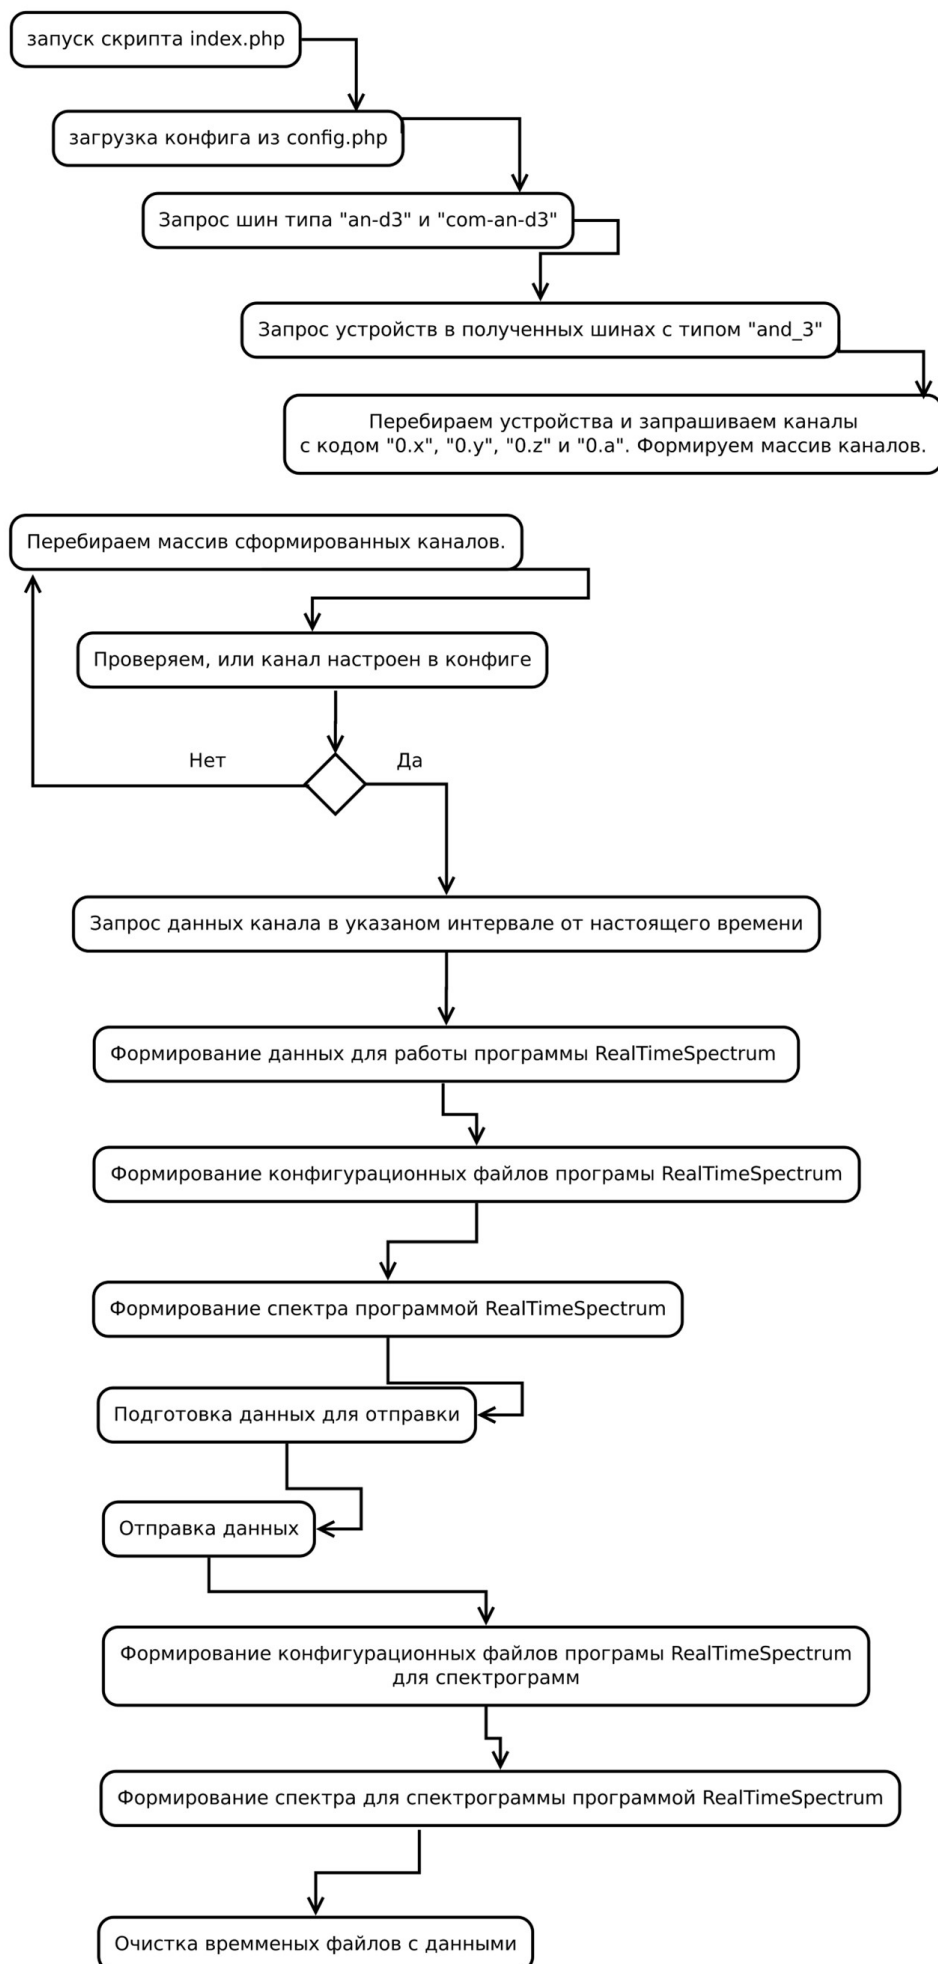 запуск скрипта index.php
загрузка конфига из config.php
Запрос шин типа "an-d3" и "com-an-d3"
Запрос устройств в полученных шинах с типом "and_3"
Перебираем устройства и запрашиваем каналы
с кодом "0.x", "0.y", "0.z" и "0.a". Формируем массив каналов.
Перебираем массив сформированных каналов.
Проверяем, или канал настроен в конфиге
Нет
Да
Запрос данных канала в указаном интервале от настоящего времени
Формирование данных для работы программы RealTimeSpectrum
Формирование конфигурационных файлов програмы RealTimeSpectrum
Формирование спектра программой RealTimeSpectrum
Подготовка данных для отправки
Отправка данных
Формирование конфигурационных файлов програмы RealTimeSpectrum
для спектрограмм
Формирование спектра для спектрограммы программой RealTimeSpectrum
Очистка времменых файлов с данными